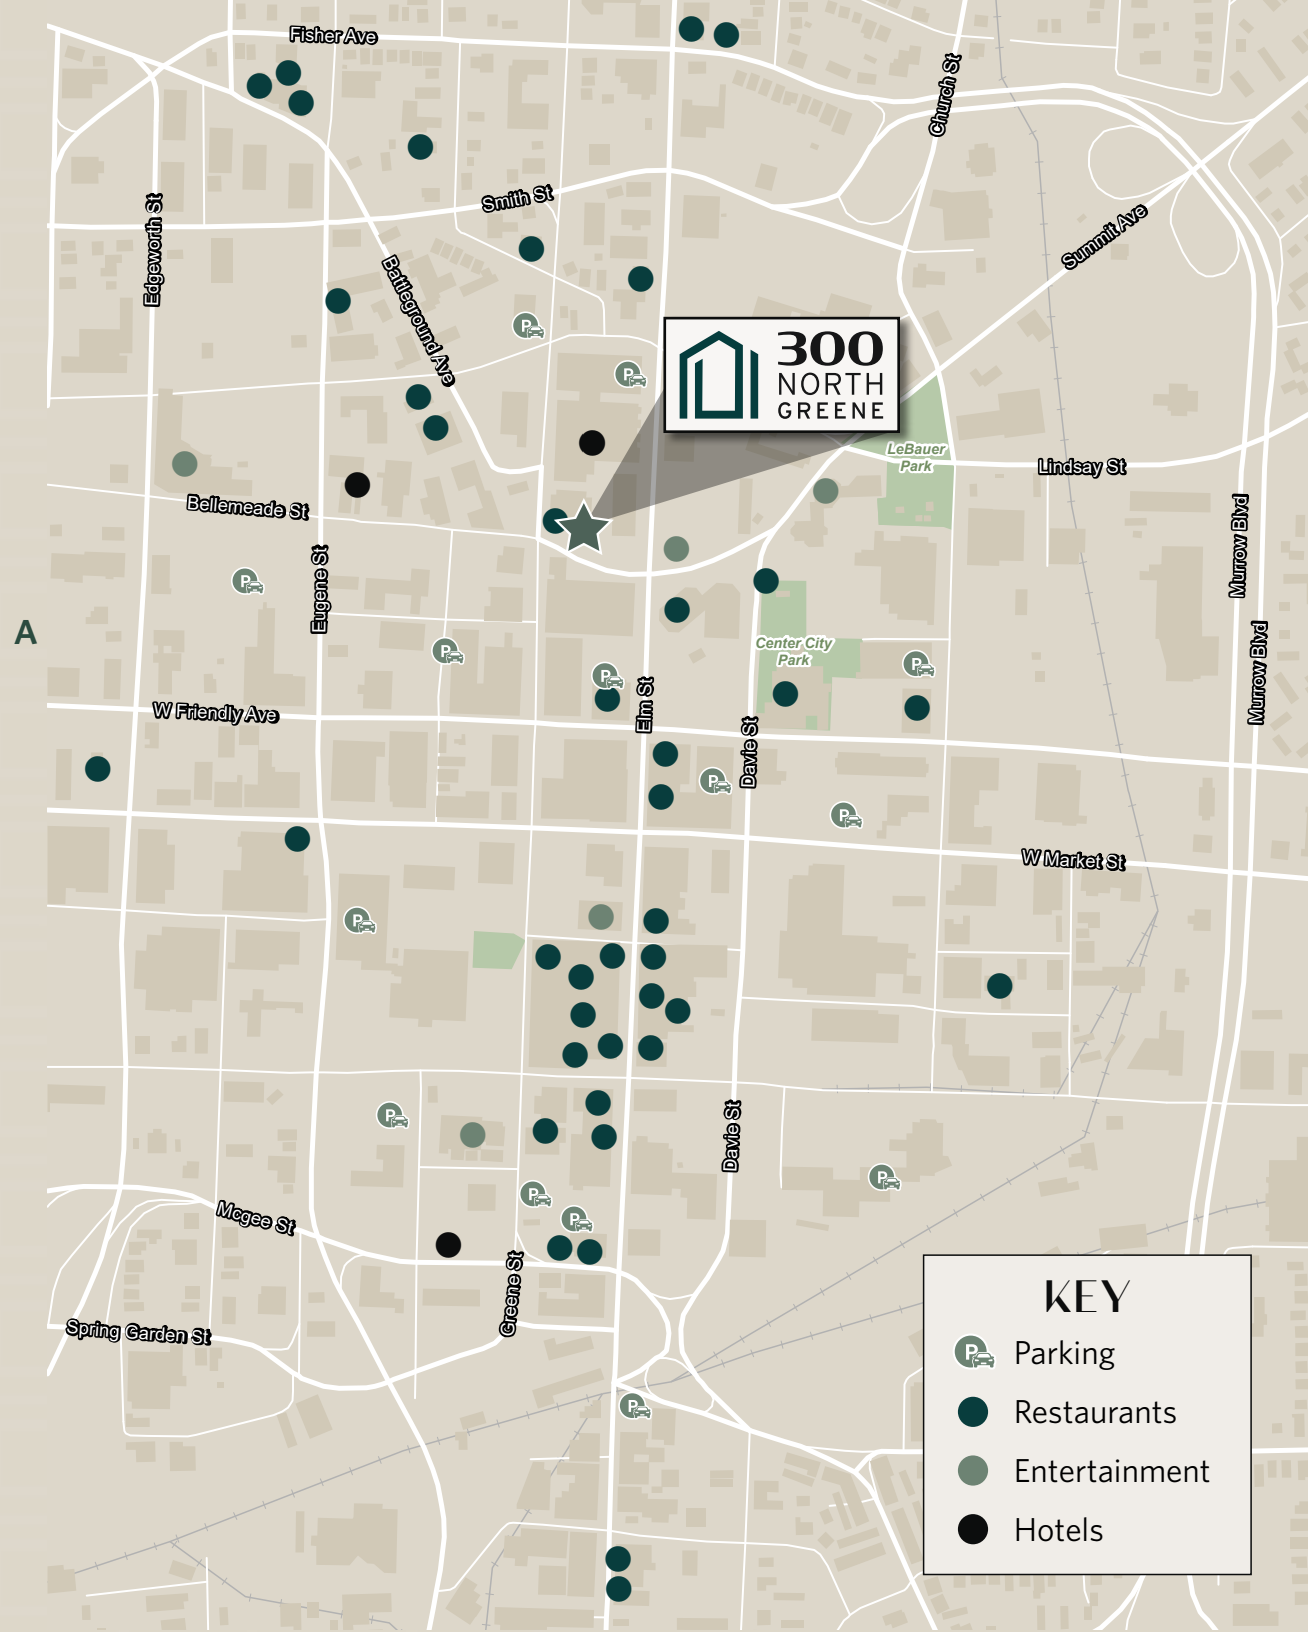 Fisher Ave
Church St
Smith St
Edgeworth St
Summit Ave
Battleground Ave
300
NORTH
GREENE
LeBauer
Park
Lindsay St
Bellemeade St
Murrow Blvd
Eugene St
P
P
P
P
P
P
A
Center City
Park
Murrow Blvd
Elm St
W Friendly Ave
Davie St
P
P
W Market St
P
P
Davie St
P
P
P
Mcgee St
Greene St
Spring Garden St
P
KEY
P Parking
Restaurants
Entertainment
Hotels